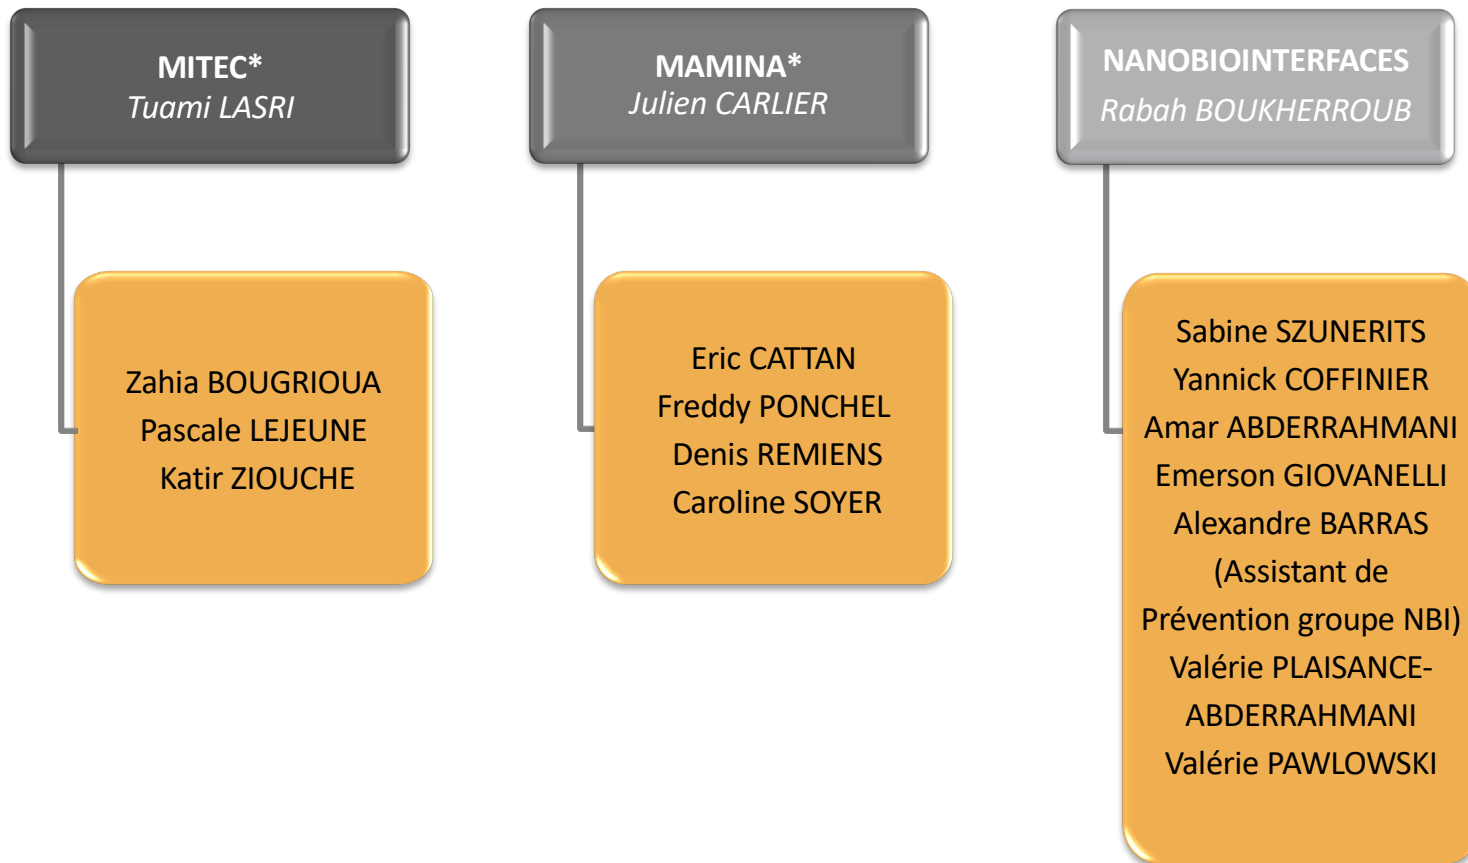 MITEC*
Tuami LASRI
Zahia BOUGRIOUA
Pascale LEJEUNE
Katir ZIOUCHE
MAMINA*
Julien CARLIER
Eric CATTAN
Freddy PONCHEL
Denis REMIENS
Caroline SOYER
NANOBIOINTERFACES
Rabah BOUKHERROUB
Sabine SZUNERITS
Yannick COFFINIER
Amar ABDERRAHMANI
Emerson GIOVANELLI
Alexandre BARRAS
(Assistant de
Prévention groupe NBI)
Valérie PLAISANCE-
ABDERRAHMANI
Valérie PAWLOWSKI